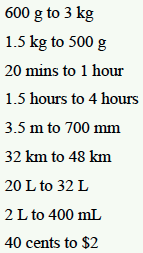 600 g to 3 kg
1.5 kg to 500 g
20 mins to 1 hour
1.5 hours to 4 hours
3.5 m to 700 mm
32 km to 48 km
20 L to 32 L
2 L to 400 mL
40 cents to $2